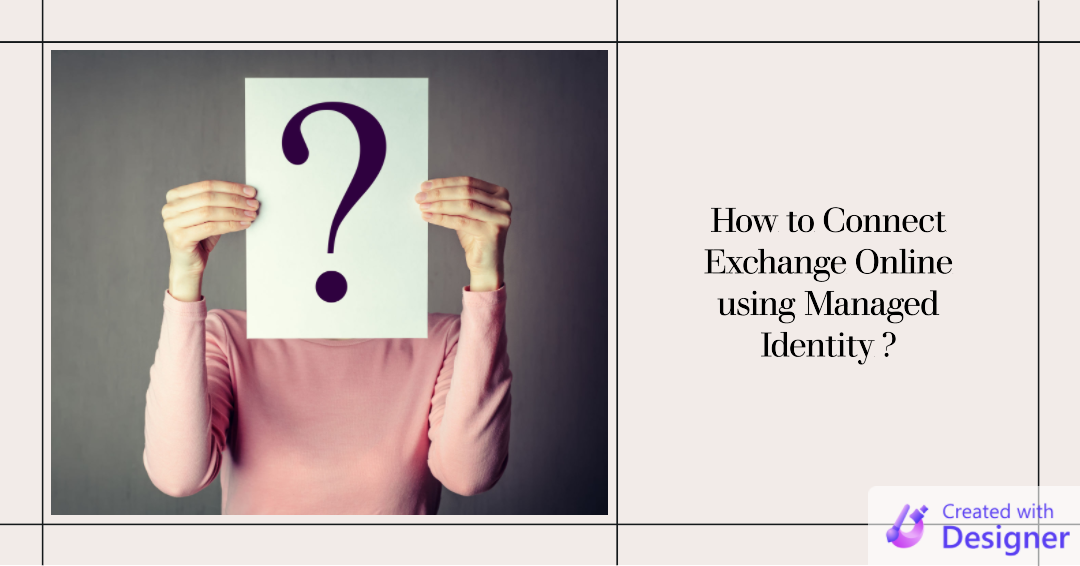 ?
How to Connect
Exchange Online
using Managed
Identity ?
Created with
Designer